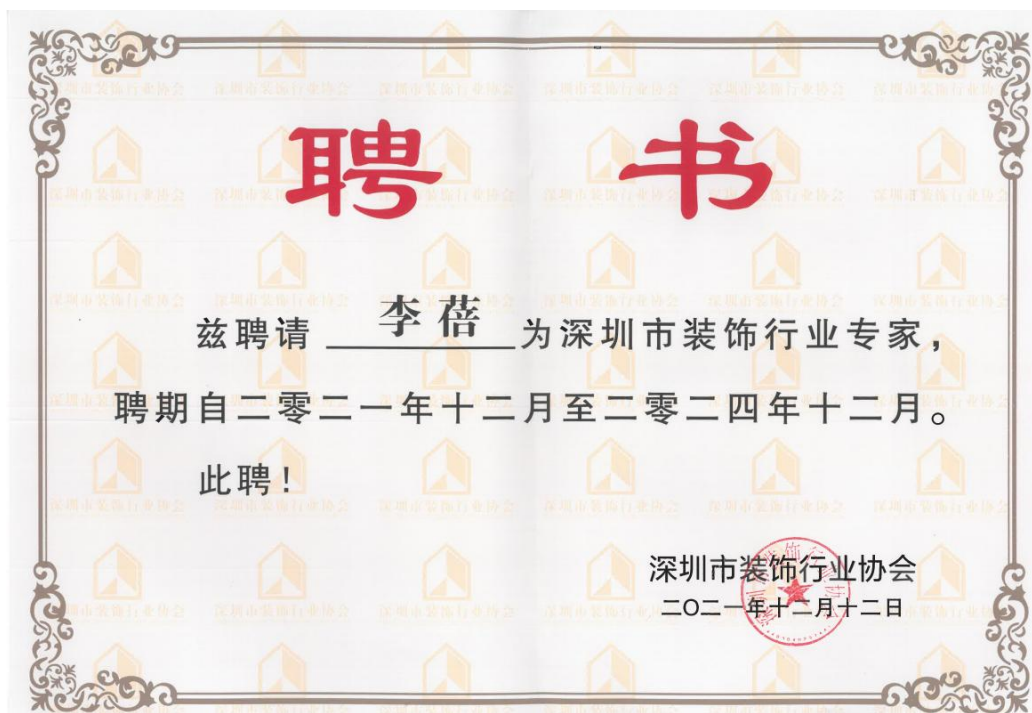 聘 书
兹聘请 李蓓 为深圳市装饰行业专家，
聘期自二零二一年十二月至二零二四年十二月。
此聘！
深圳市装饰行业协会
二〇二一年十二月十二日